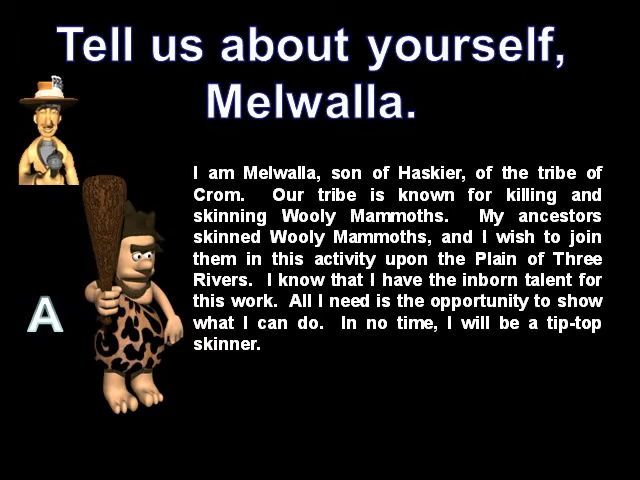 Tell us about yourself,
Melwalla.
I am Melwalla, son of Haskier, of the tribe of
Crom. Our tribe is known for killing and
skinning Wooly Mammoths. My ancestors
skinned Wooly Mammoths, and I wish to join
them in this activity upon the Plain of Three
Rivers. I know that I have the inborn talent for
this work. All I need is the opportunity to show
what I can do. In no time, I will be a tip-top
skinner.
A